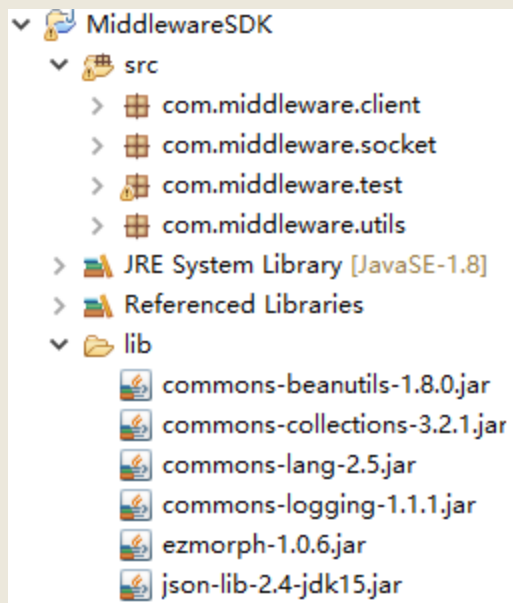 MiddlewareSDK
src
com.middleware.client
com.middleware.socket
com.middleware.test
com.middleware.utils
JRE System Library [JavaSE-1.8]
Referenced Libraries
lib
commons-beanutils-1.8.0.jar
commons-collections-3.2.1.jar
commons-lang-2.5.jar
commons-logging-1.1.1.jar
ezmorph-1.0.6.jar
json-lib-2.4-jdk15.jar